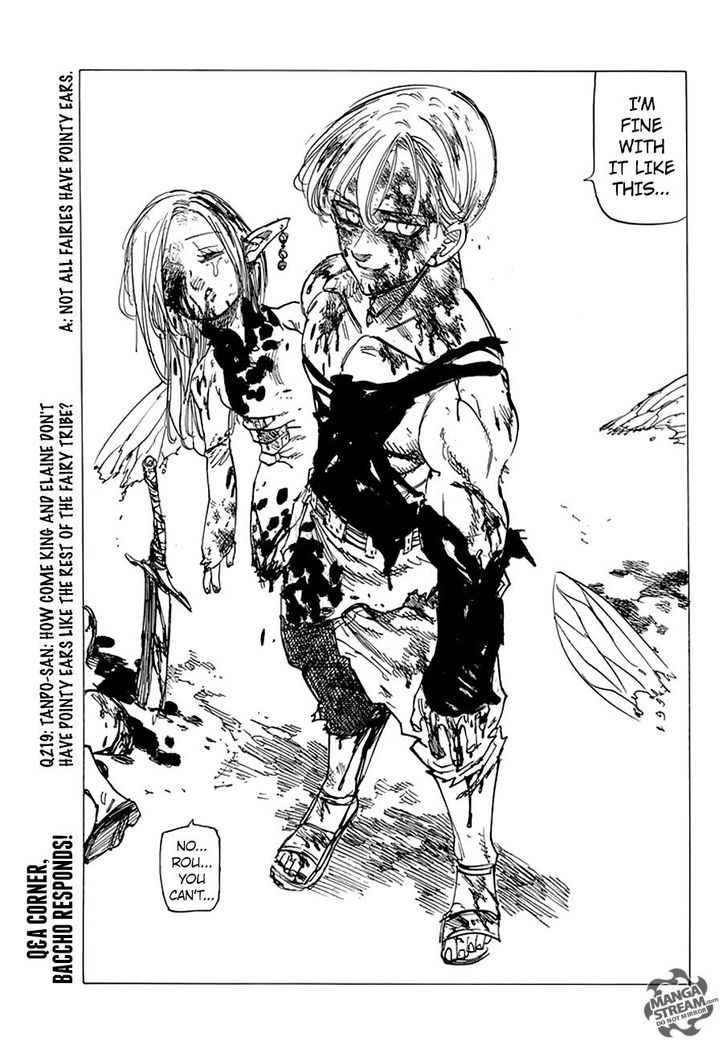 I'M
FINE
WITH
IT LIKE
THIS...
NO...
ROU...
YOU
CAN'T...
Q&A CORNER,
BACCHO RESPONDS!
Q219: TANPO-SAN: HOW COME KING AND ELAINE DON'T
HAVE POINTY EARS LIKE THE REST OF THE FAIRY TRIBE?
A: NOT ALL FAIRIES HAVE POINTY EARS.
MANGA
STREAM.com
DO NOT MIRROR